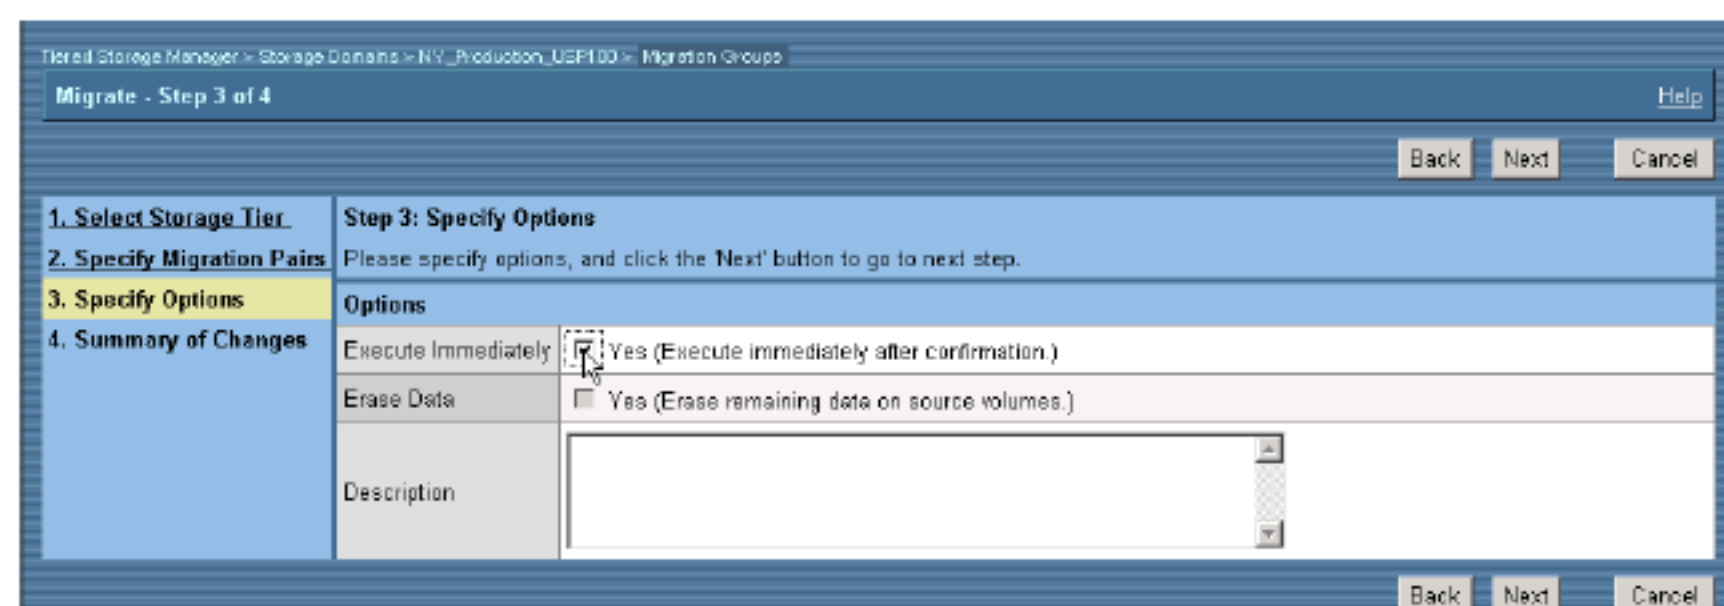 Tiered Storage Manager > Storage Domains > NY_Production_USP100 > Migration Groups
Migrate - Step 3 of 4
Help
Back Next Cancel
1. Select Storage Tier
2. Specify Migration Pairs
3. Specify Options
4. Summary of Changes
Step 3: Specify Options
Please specify options, and click the 'Next' button to go to next step.
Options
Execute Immediately Yes (Execute immediately after confirmation.)
Erase Data Yes (Erase remaining data on source volumes.)
Description
Back Next Cancel